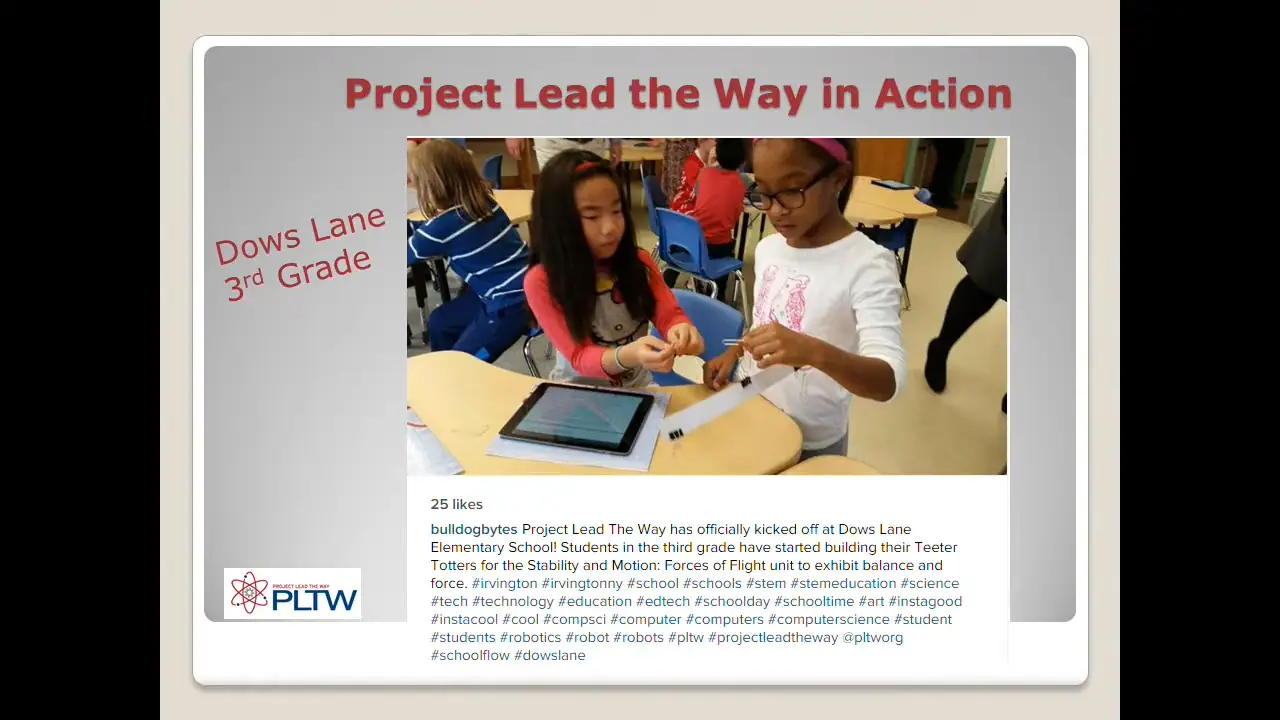 Project Lead the Way in Action
Dows Lane
3rd Grade
25 likes
bulldogbytes Project Lead The Way has officially kicked off at Dows Lane
Elementary School! Students in the third grade have started building their Teeter
Totters for the Stability and Motion: Forces of Flight unit to exhibit balance and
force. #irvington #irvingtonny #school #schools #stem #stemeducation #science
#tech #technology #education #edtech #schoolday #schooltime #art #instagood
#instacool #cool #compsci #computer #computers #computerscience #student
#students #robotics #robot #robots #pltw #projectleadtheway @pltworg
#schoolflow #dowslane
PROJECT LEAD THE WAY
PLTW